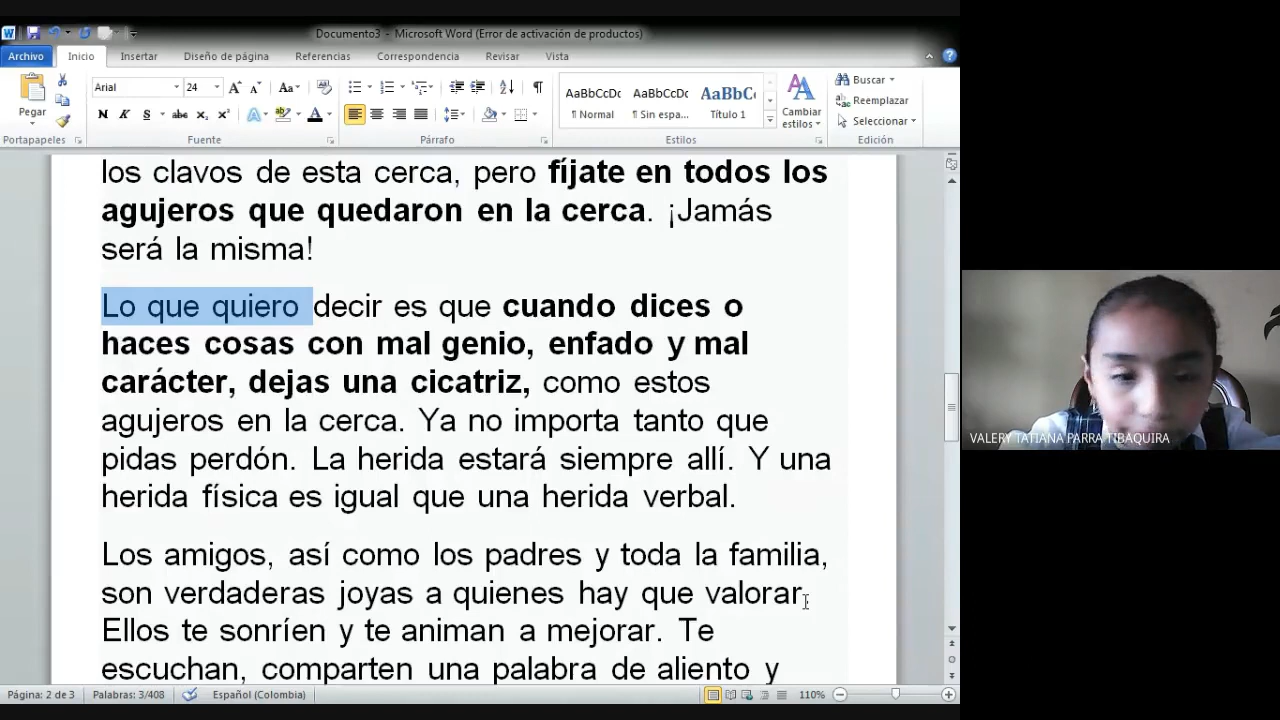 Documento3 - Microsoft Word (Error de activación de productos)
Archivo Inicio Insertar Diseño de página Referencias Correspondencia Revisar Vista
Pegar
Arial 24
AaBbCcDc AaBbCcDc AaBbC
¶ Normal ¶ Sin espa... Título 1
Cambiar estilos
Buscar
Reemplazar
Seleccionar
Portapapeles Fuente Párrafo Estilos Edición
los clavos de esta cerca, pero fíjate en todos los
agujeros que quedaron en la cerca. ¡Jamás
será la misma!
Lo que quiero decir es que cuando dices o
haces cosas con mal genio, enfado y mal
carácter, dejas una cicatriz, como estos
agujeros en la cerca. Ya no importa tanto que
pidas perdón. La herida estará siempre allí. Y una
herida física es igual que una herida verbal.
Los amigos, así como los padres y toda la familia,
son verdaderas joyas a quienes hay que valorar.
Ellos te sonríen y te animan a mejorar. Te
escuchan, comparten una palabra de aliento y
Página: 2 de 3 Palabras: 3/408 Español (Colombia) 110%
VALERY TATIANA PARRA TIBAQUIRA